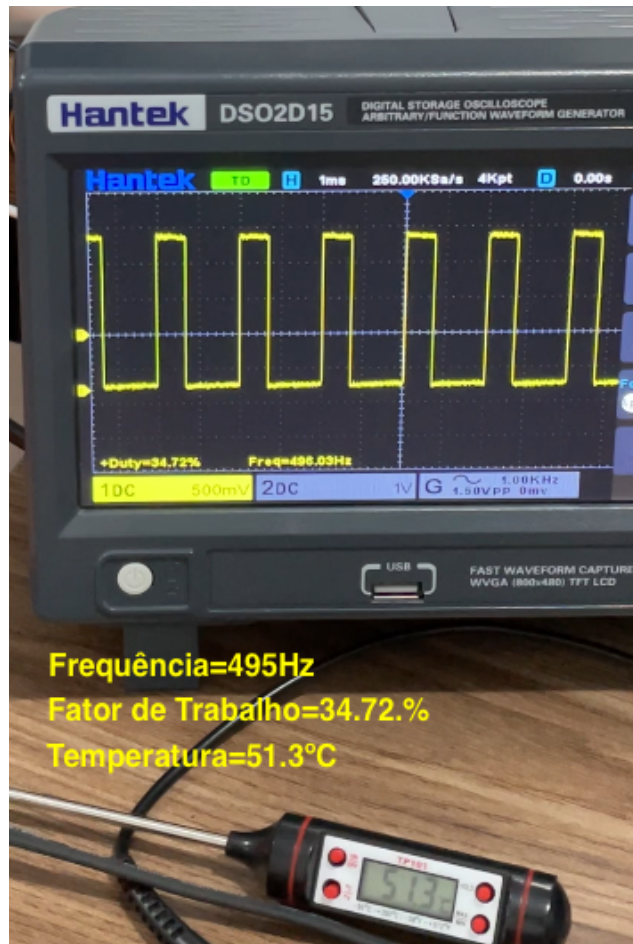 Hantek DSO2D15 DIGITAL STORAGE OSCILLOSCOPE
ARBITRARY/FUNCTION WAVEFORM GENERATOR
Hantek TD H 1ms 250.00KSa/s 4Kpt D 0.00s
+Duty=34.72% Freq=496.03Hz
1DC 500mV 2DC 1V G 1.00KHz
1.50VPP 0mv
USB
FAST WAVEFORM CAPTURE
WVGA (800x480) TFT LCD
Frequência=495Hz
Fator de Trabalho=34.72.%
Temperatura=51.3ºC
TP101
51.3c